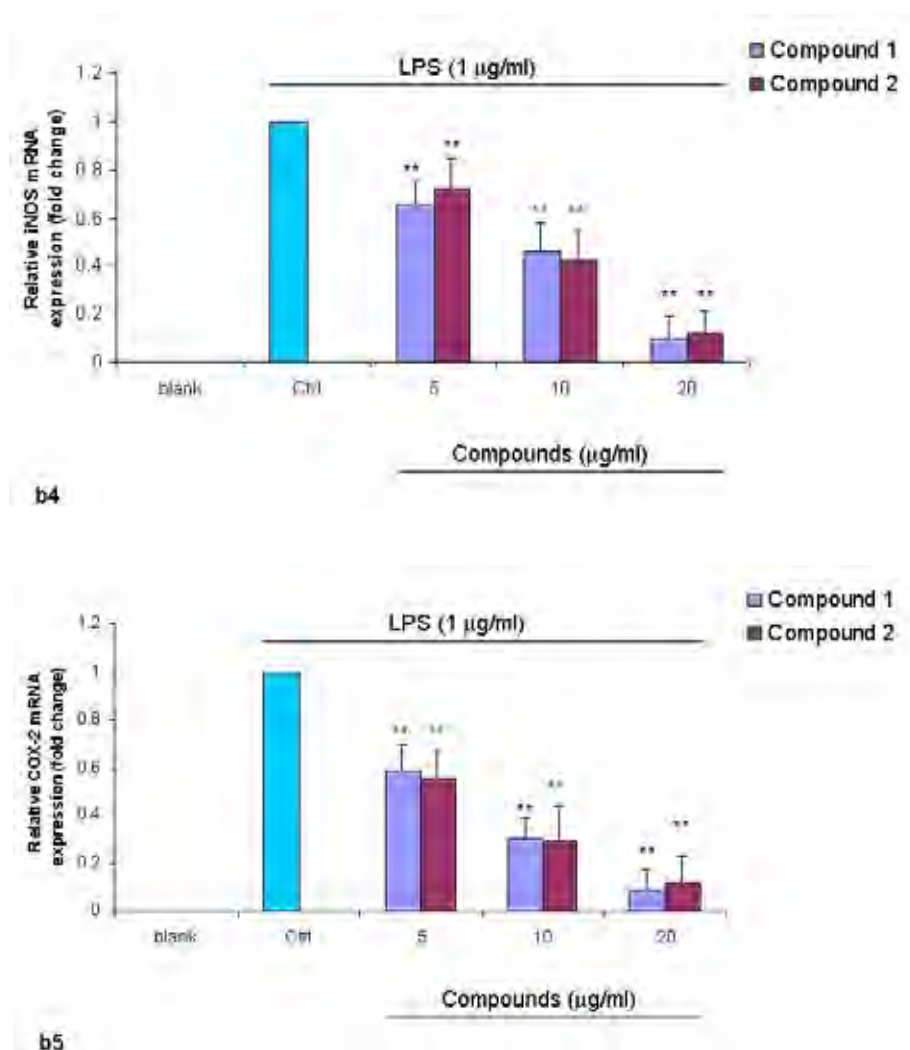 Compound 1
Compound 2
LPS (1 µg/ml)
Relative iNOS mRNA
expression (fold change)
1.2
1
0.8
0.6
0.4
0.2
0
** ** ** ** ** **
blank Ctrl 5 10 20
Compounds (µg/ml)
b4
Compound 1
Compound 2
LPS (1 µg/ml)
Relative COX-2 mRNA
expression (fold change)
1.2
1
0.8
0.6
0.4
0.2
0
** ** ** ** ** **
blank Ctrl 5 10 20
Compounds (µg/ml)
b5